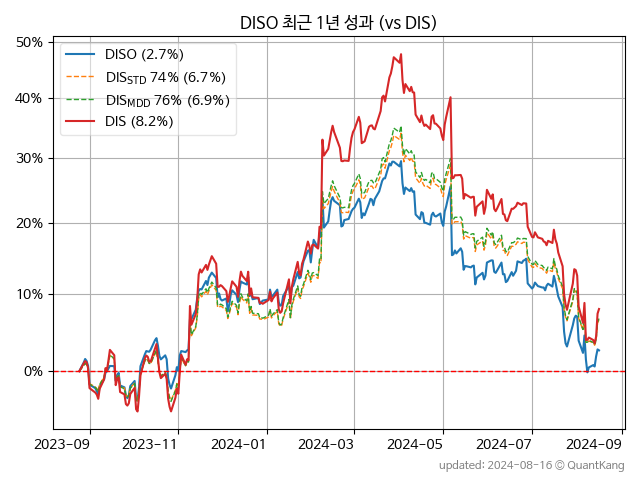 DISO 최근 1년 성과 (vs DIS)
50%
40%
30%
20%
10%
0%
DISO (2.7%)
DIS_STD 74% (6.7%)
DIS_MDD 76% (6.9%)
DIS (8.2%)
2023-09 2023-11 2024-01 2024-03 2024-05 2024-07 2024-09
updated: 2024-08-16 © QuantKang